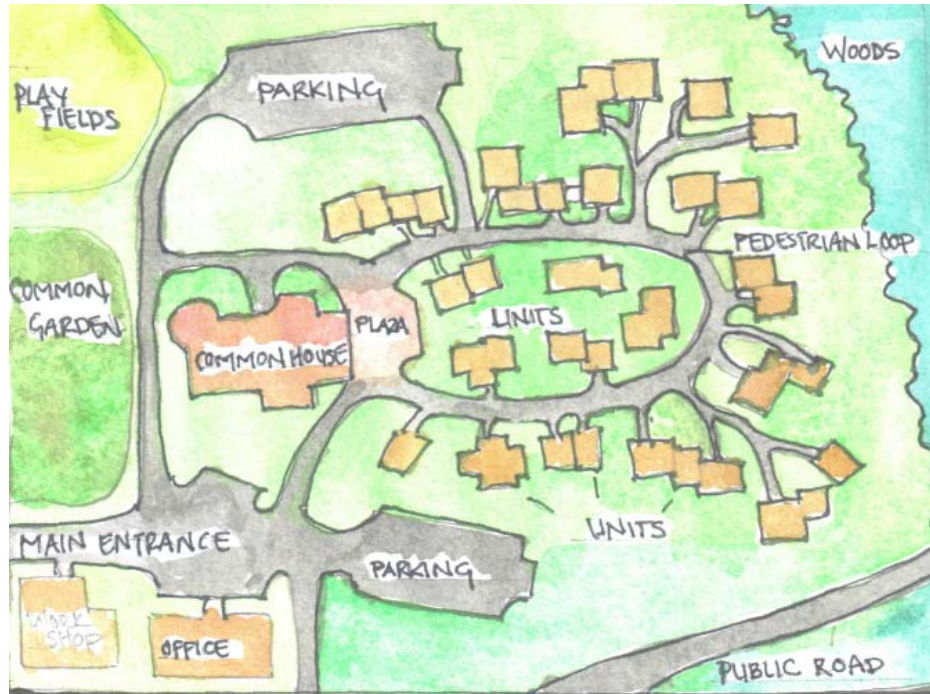 WOODS
PARKING
PLAY
FIELDS
PEDESTRIAN LOOP
COMMON
GARDEN
UNITS
PLAZA
COMMON HOUSE
UNITS
MAIN ENTRANCE
PARKING
WORK
SHOP
OFFICE
PUBLIC ROAD